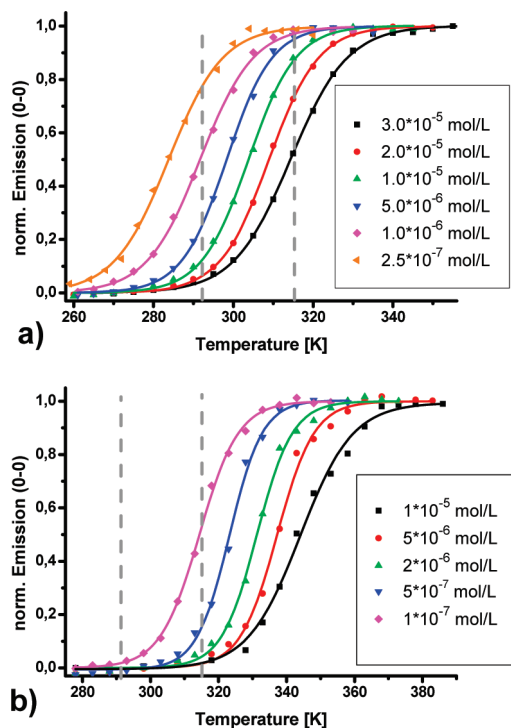 1,0
0,8
0,6
0,4
0,2
0,0
norm. Emission (0-0)
260 280 300 320 340
Temperature [K]
a)
3.0*10⁻⁵ mol/L
2.0*10⁻⁵ mol/L
1.0*10⁻⁵ mol/L
5.0*10⁻⁶ mol/L
1.0*10⁻⁶ mol/L
2.5*10⁻⁷ mol/L
1,0
0,8
0,6
0,4
0,2
0,0
norm. Emission (0-0)
280 300 320 340 360 380
Temperature [K]
b)
1*10⁻⁵ mol/L
5*10⁻⁶ mol/L
2*10⁻⁶ mol/L
5*10⁻⁷ mol/L
1*10⁻⁷ mol/L